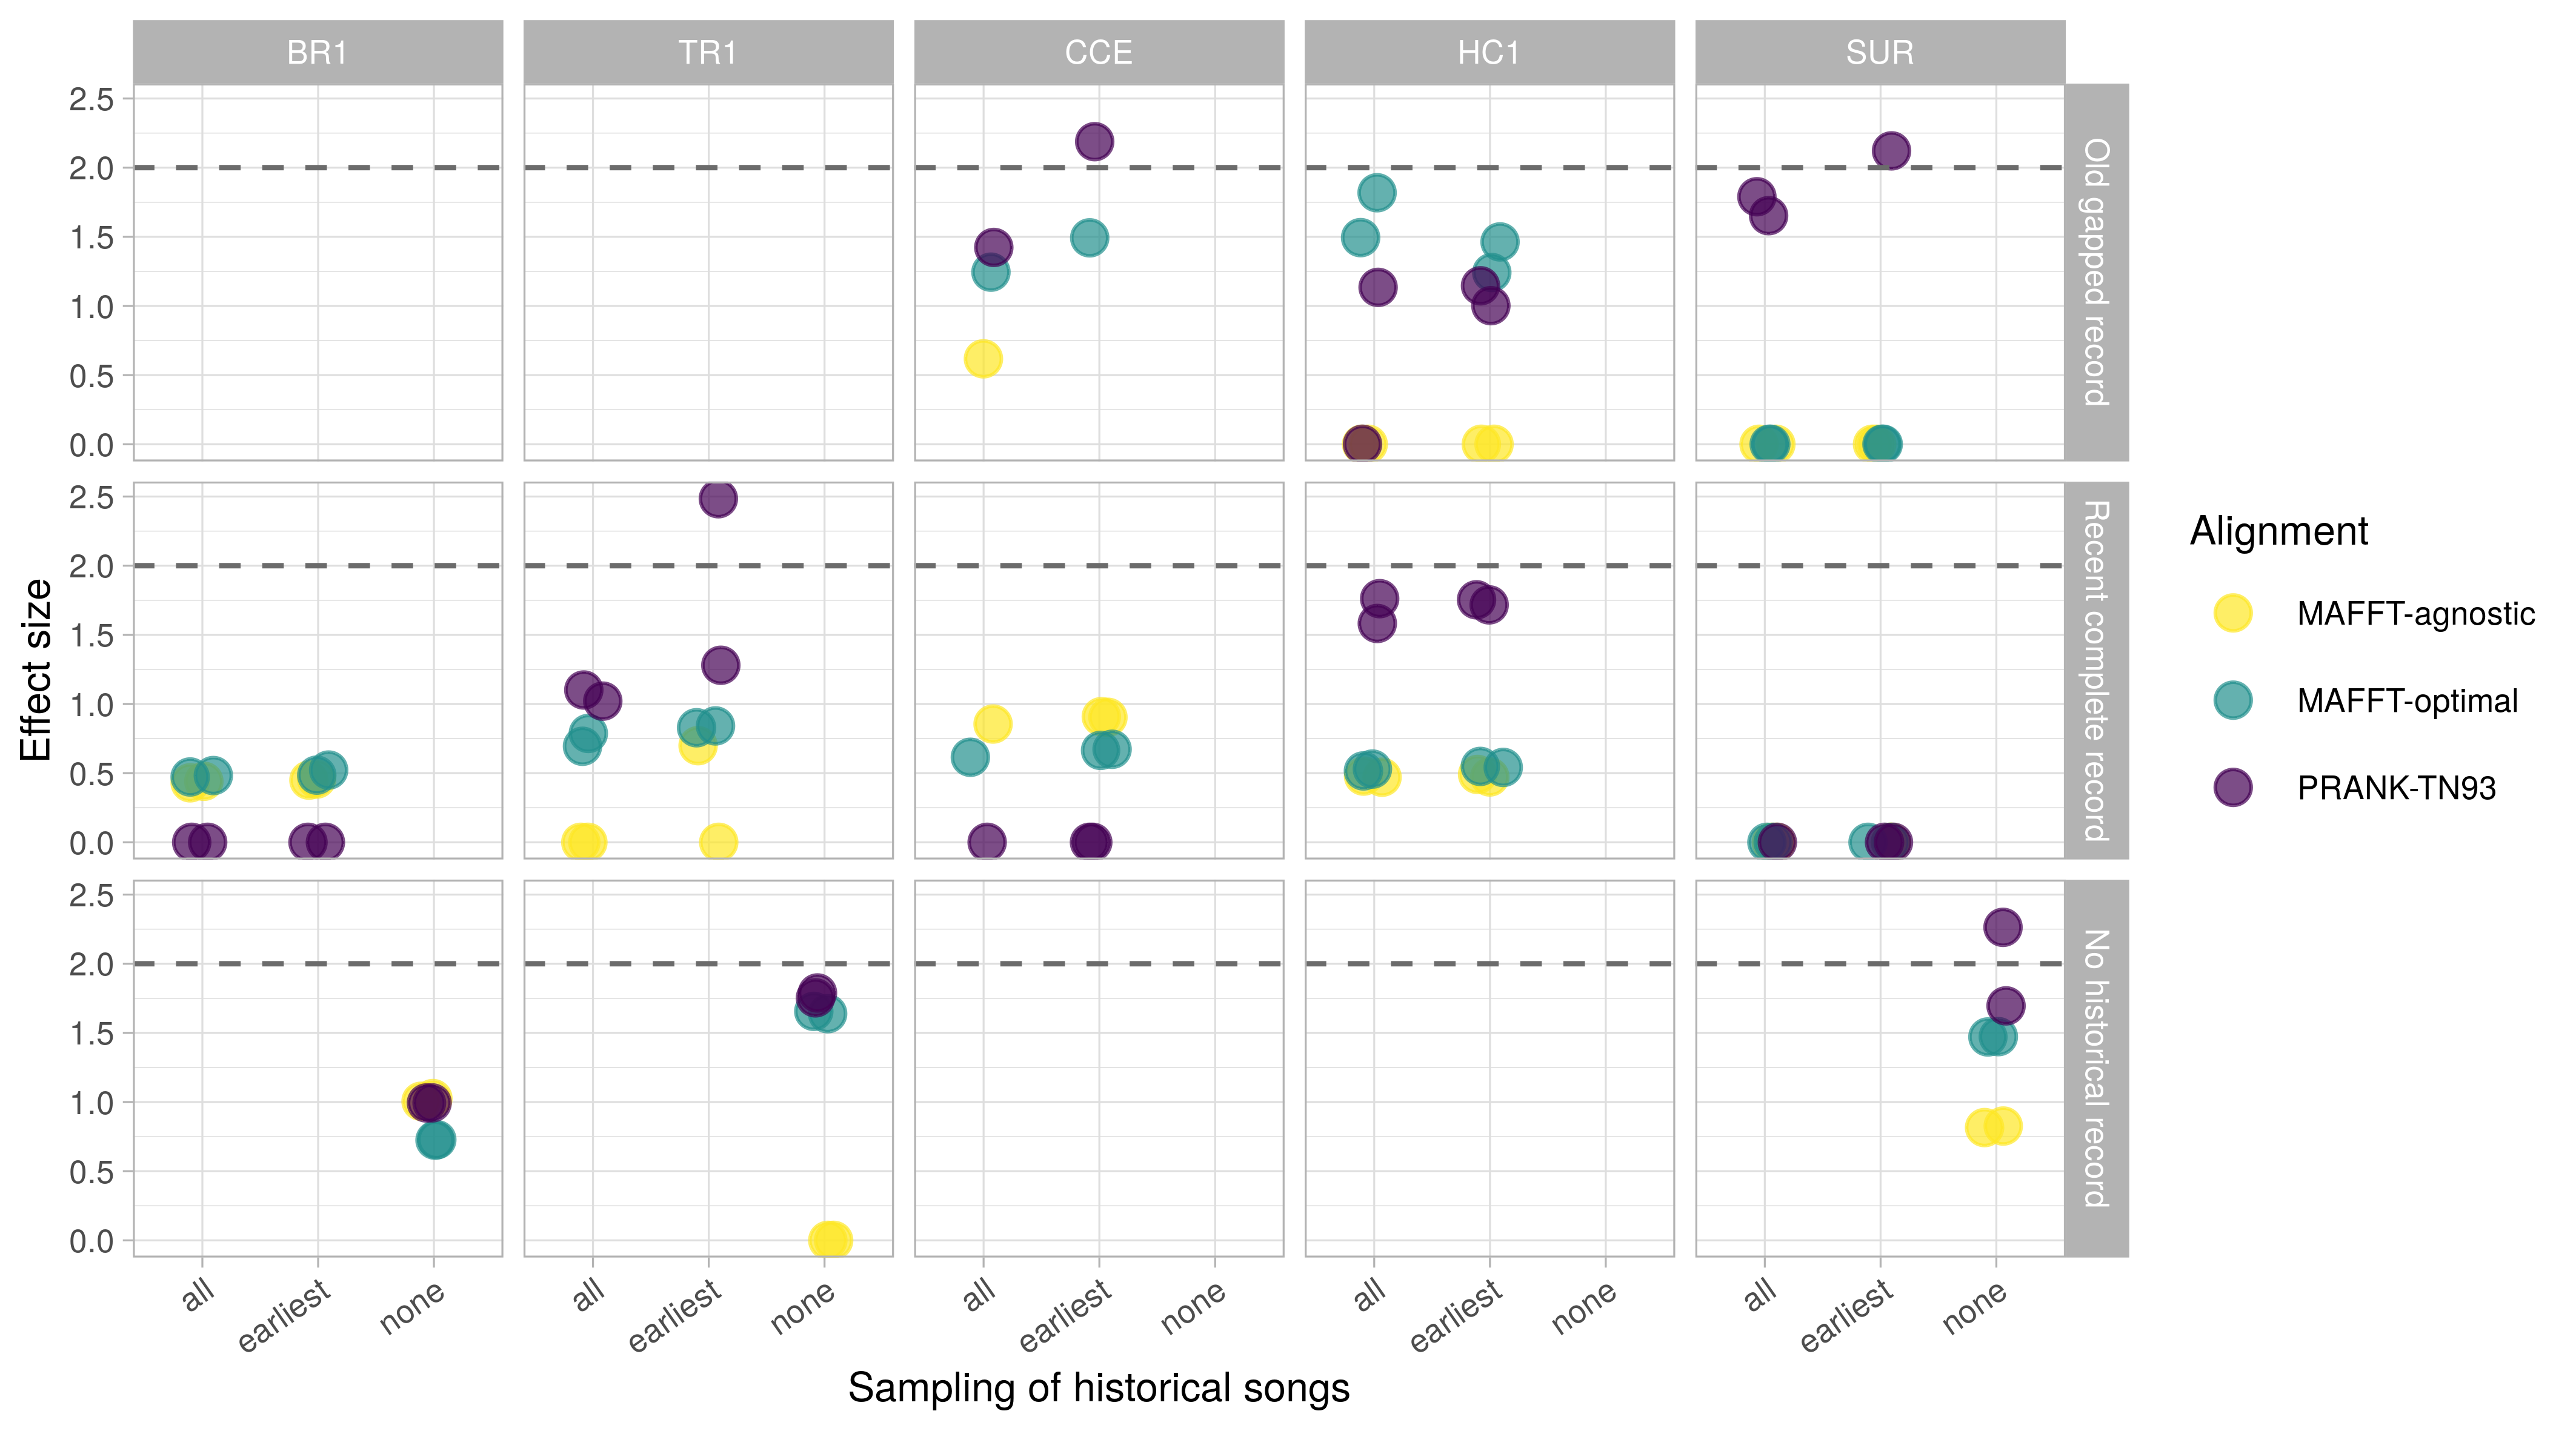 BR1 TR1 CCE HC1 SUR
2.5
2.0
1.5
1.0
0.5
0.0
Old gapped record
2.5
2.0
1.5
1.0
0.5
0.0
Recent complete record
2.5
2.0
1.5
1.0
0.5
0.0
No historical record
Effect size
all earliest none all earliest none all earliest none all earliest none all earliest none
Sampling of historical songs
Alignment
MAFFT-agnostic
MAFFT-optimal
PRANK-TN93